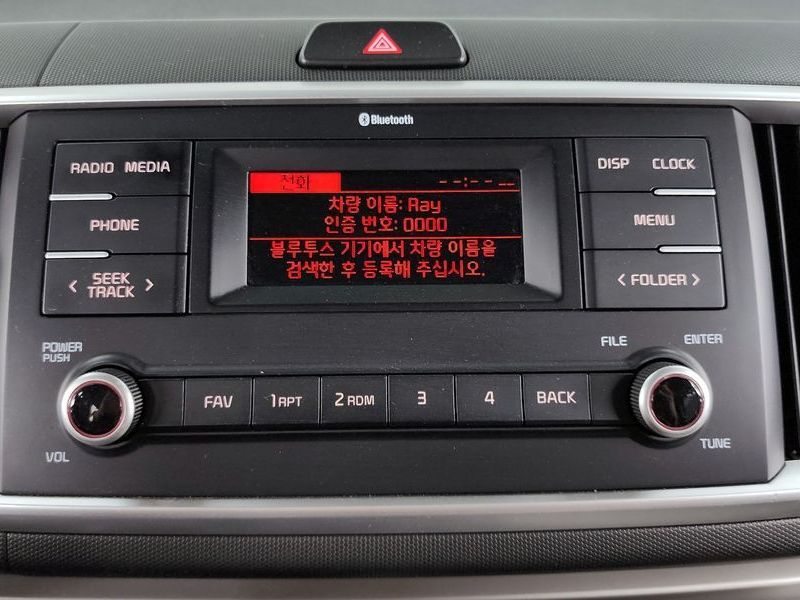 Bluetooth
RADIO MEDIA
전화 --:-- --
DISP CLOCK
차량 이름: Ray
PHONE
인증 번호: 0000
MENU
블루투스 기기에서 차량 이름을
검색한 후 등록해 주십시오.
< SEEK TRACK >
< FOLDER >
POWER
PUSH
FILE
ENTER
FAV
1 RPT
2 RDM
3
4
BACK
VOL
TUNE